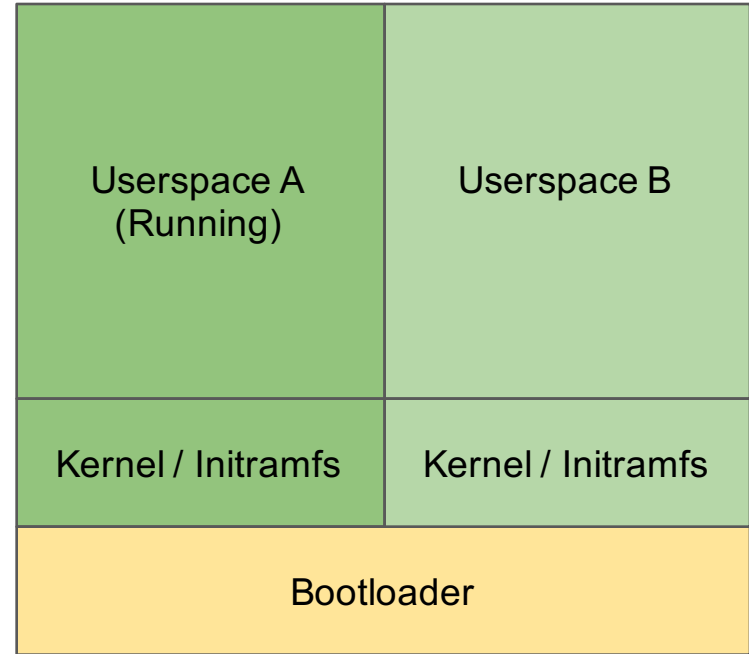 Userspace A
(Running)
Userspace B
Kernel / Initramfs
Kernel / Initramfs
Bootloader